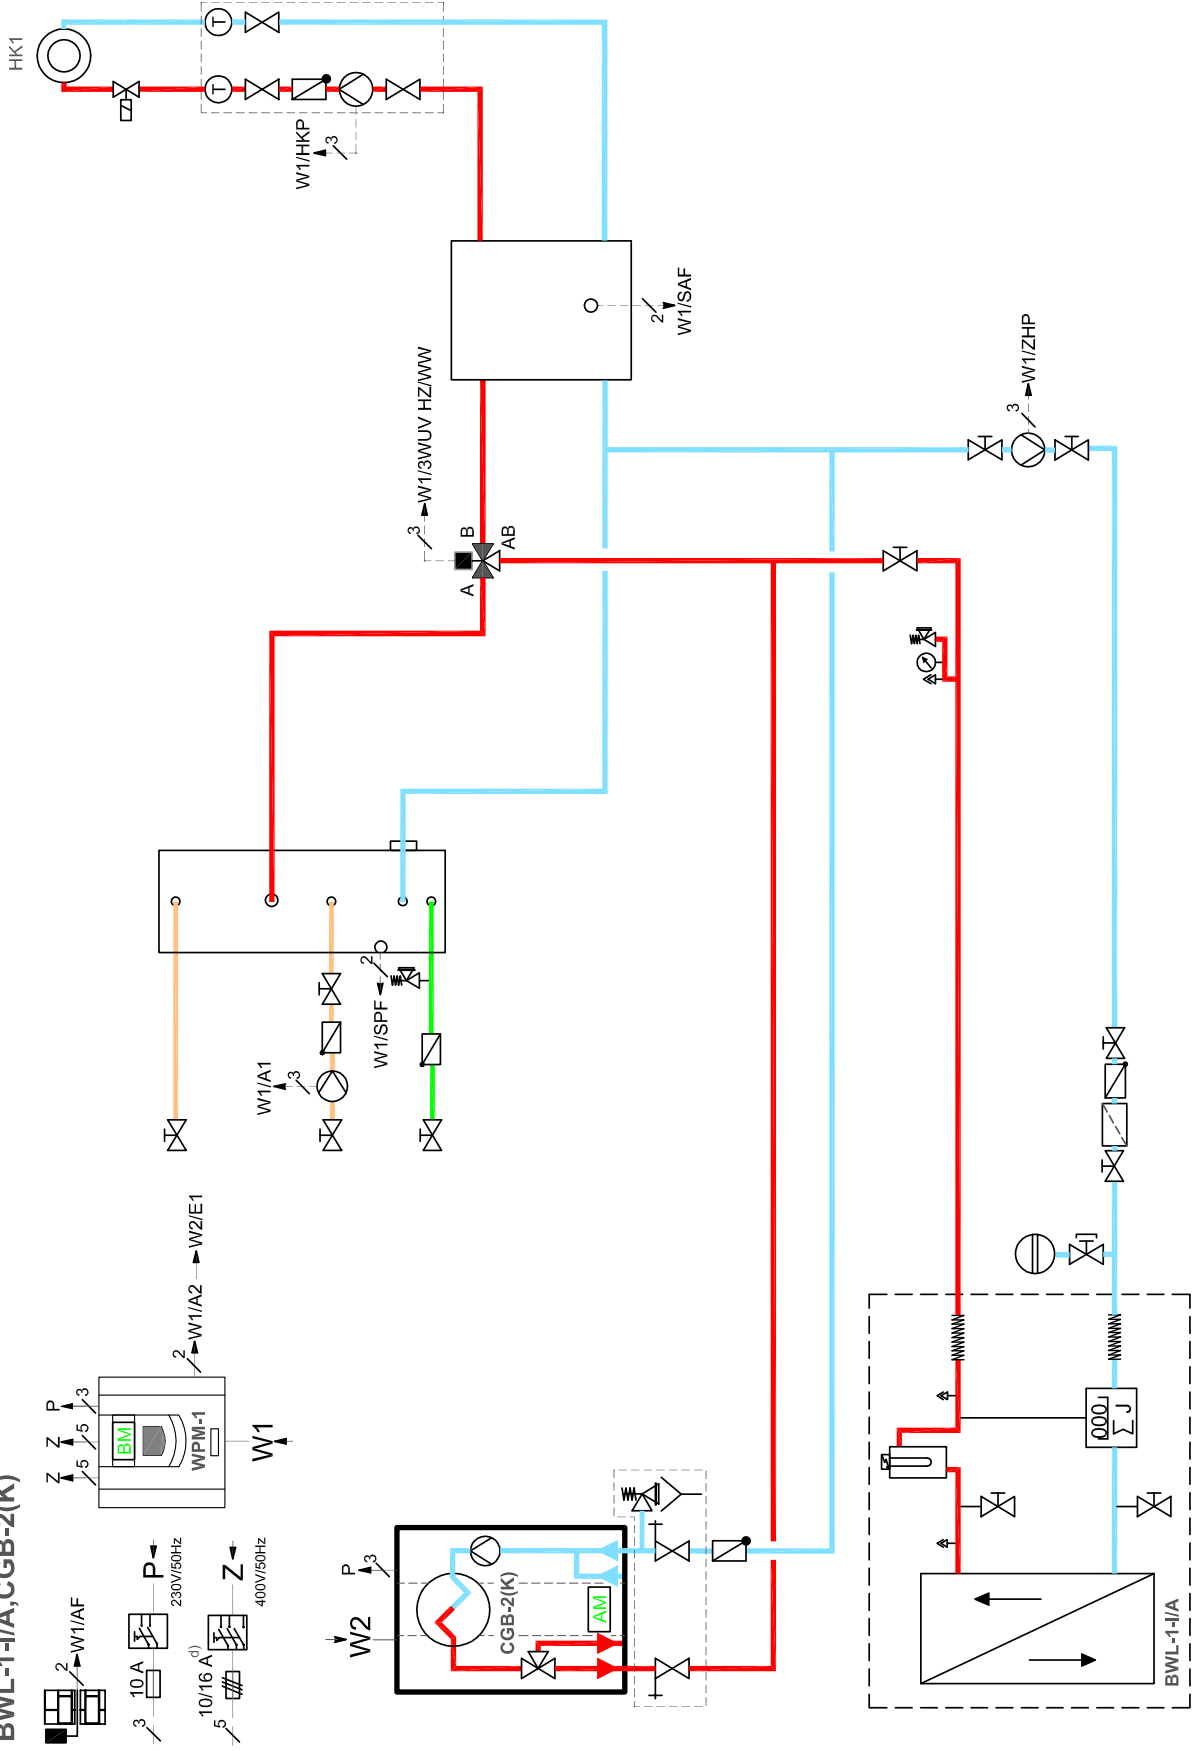 BWL-1-I/A,CGB-2(K)
2
W1/AF
3
10 A
P
230V/50Hz
5
10/16 A
d)
Z
400V/50Hz
Z
5
Z
5
P
3
BM
WPM-1
W1
2
W1/A2
W2/E1
W2
P
3
CGB-2(K)
AM
W1/A1
3
2
W1/SPF
A
B
AB
3
W1/3WUV HZ/WW
2
W1/SAF
HK1
T
T
W1/HKP
3
3
W1/ZHP
000
Σ J
BWL-1-I/A